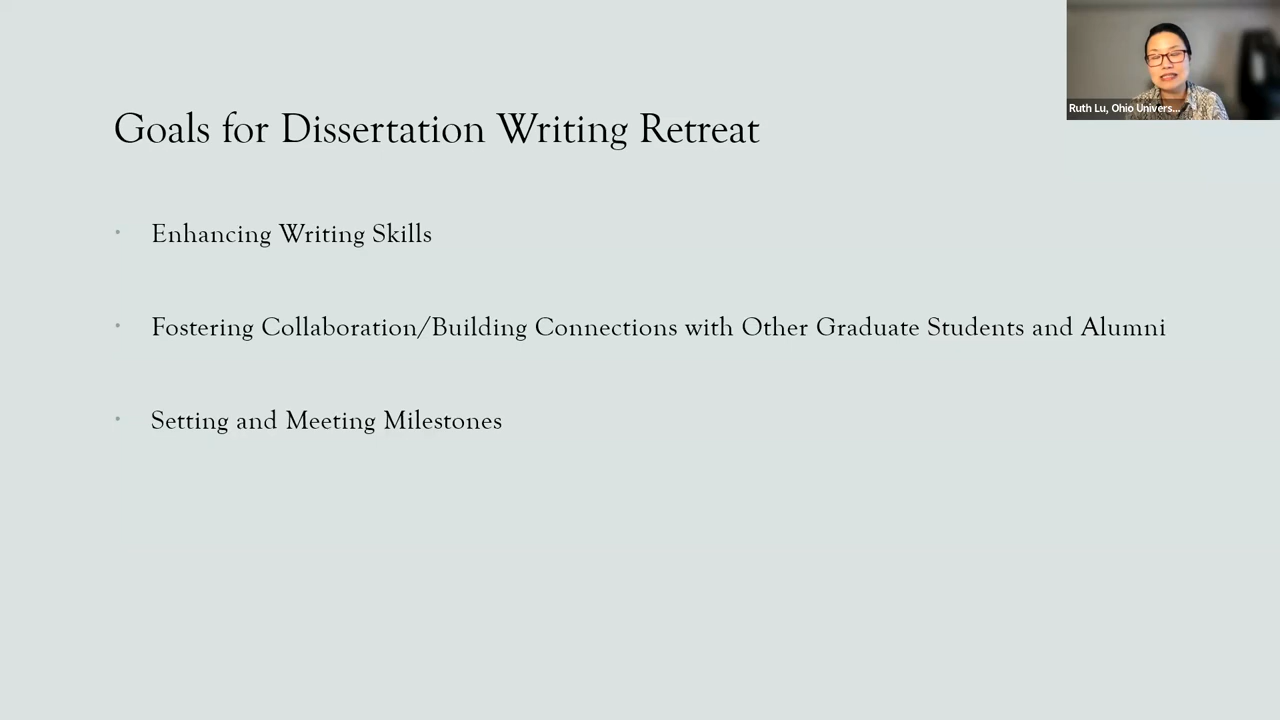 Goals for Dissertation Writing Retreat
Ruth Lu, Ohio Univers...
• Enhancing Writing Skills
• Fostering Collaboration/Building Connections with Other Graduate Students and Alumni
• Setting and Meeting Milestones